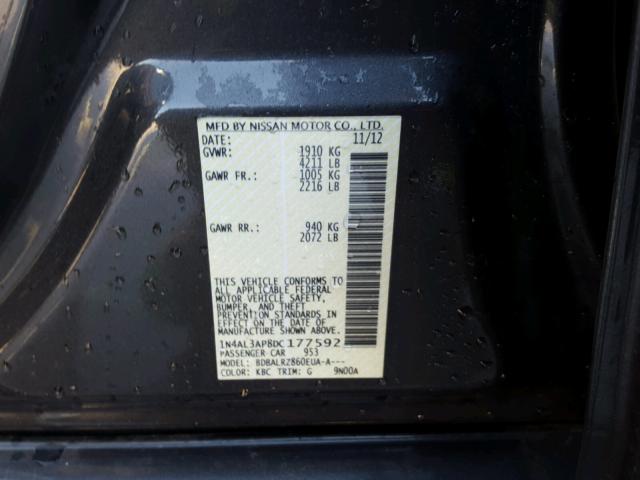 MFD BY NISSAN MOTOR CO., LTD.
DATE: 11/12
GVWR: 1910 KG
4211 LB
GAWR FR.: 1005 KG
2216 LB
GAWR RR.: 940 KG
2072 LB
THIS VEHICLE CONFORMS TO
ALL APPLICABLE FEDERAL
MOTOR VEHICLE SAFETY,
BUMPER, AND THEFT
PREVENTION STANDARDS IN
EFFECT ON THE DATE OF
MANUFACTURE SHOWN ABOVE.
1N4AL3AP8DC177592
PASSENGER CAR 953
MODEL: BDBALRZ860EUA-A---
COLOR: KBC TRIM: G 9N00A